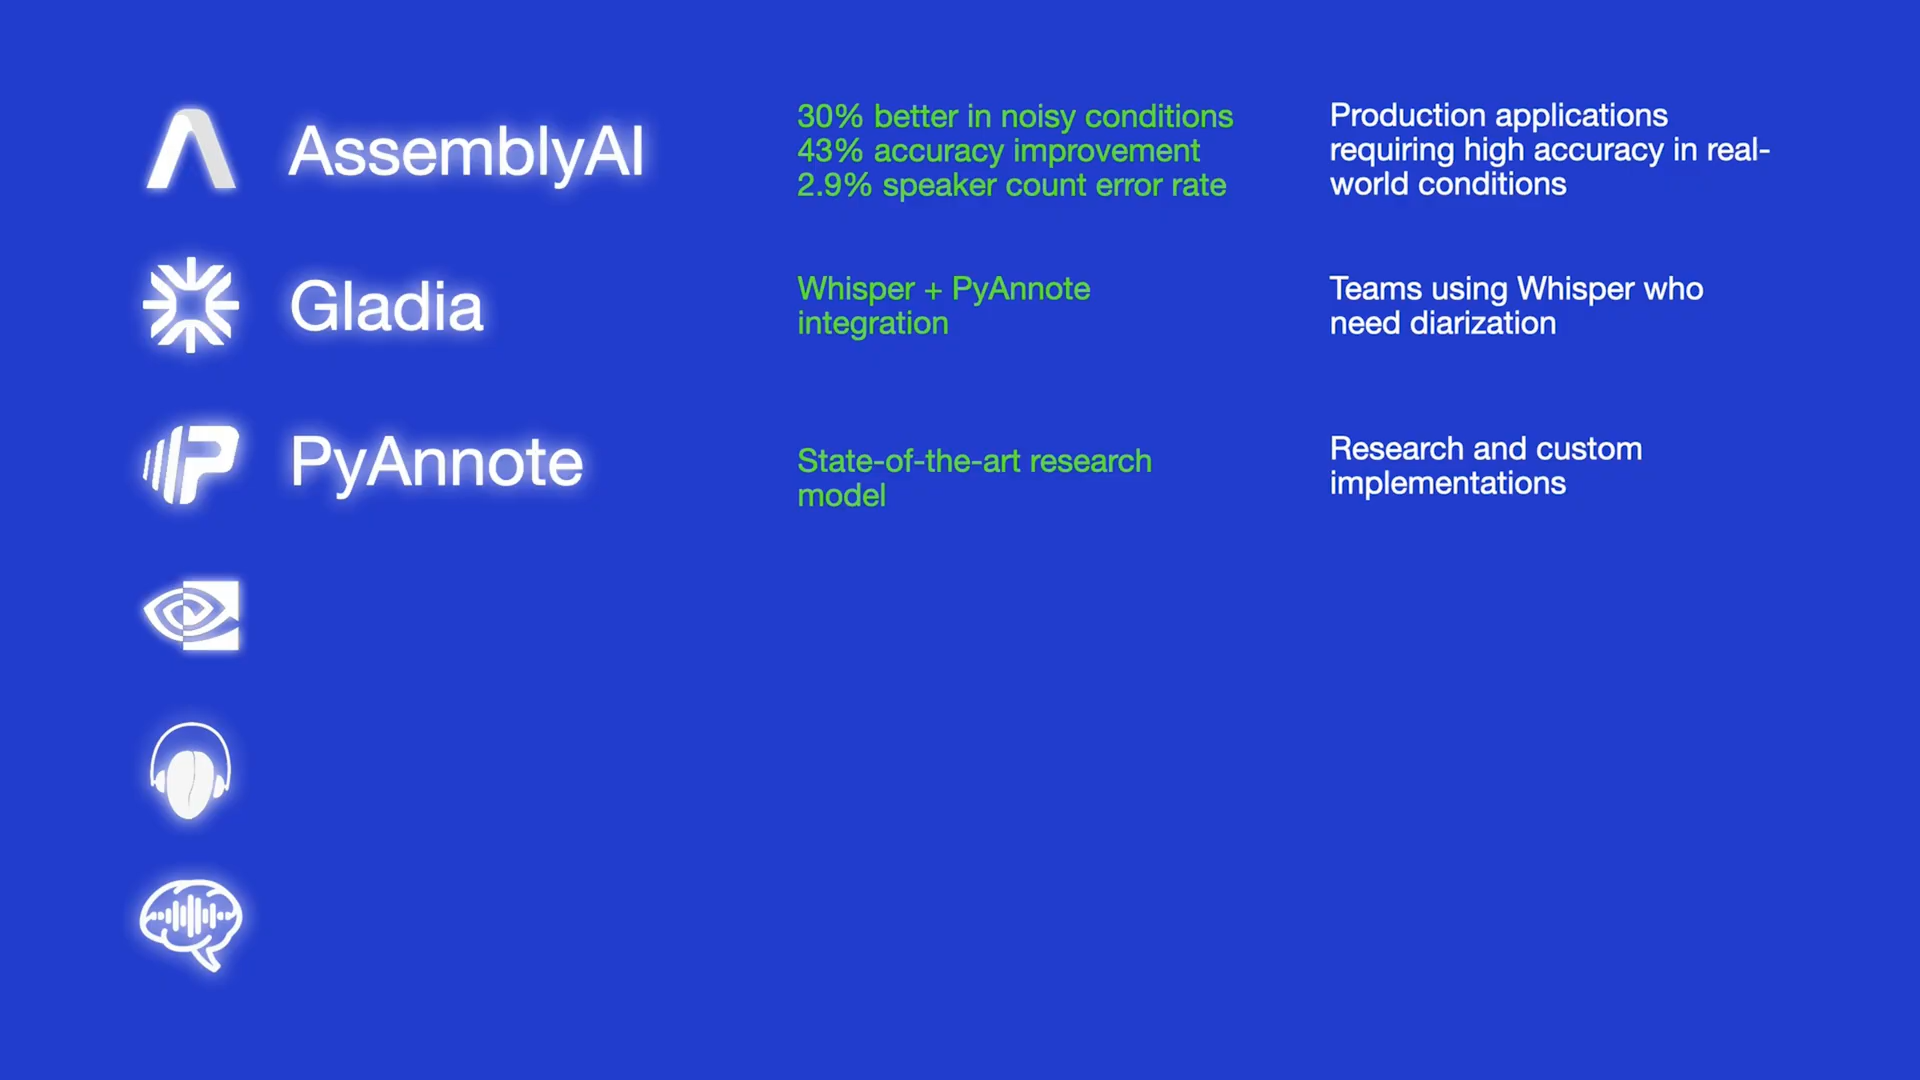 AssemblyAI
30% better in noisy conditions
43% accuracy improvement
2.9% speaker count error rate
Production applications
requiring high accuracy in real-
world conditions
Gladia
Whisper + PyAnnote
integration
Teams using Whisper who
need diarization
PyAnnote
State-of-the-art research
model
Research and custom
implementations